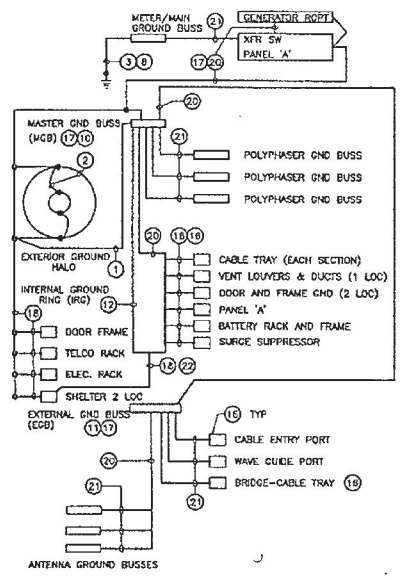 METER/MAIN
GROUND BUSS
21
GENERATOR RCPT
XFR SW
PANEL 'A'
3 8
17 20
20
MASTER GND BUSS
(MGB) 17 10
2
21
POLYPHASER GND BUSS
POLYPHASER GND BUSS
POLYPHASER GND BUSS
EXTERIOR GROUND
HALO
1
20
16 16
CABLE TRAY (EACH SECTION)
VENT LOUVERS & DUCTS (1 LOC)
DOOR AND FRAME GND (2 LOC)
PANEL 'A'
BATTERY RACK AND FRAME
SURGE SUPPRESSOR
INTERNAL GROUND
RING (IRG)
12
18
DOOR FRAME
TELCO RACK
ELEC. RACK
SHELTER 2 LOC
18 22
EXTERNAL GND BUSS
(EGB)
11 17
16 TYP
CABLE ENTRY PORT
WAVE GUIDE PORT
BRIDGE-CABLE TRAY 16
20
21
21
ANTENNA GROUND BUSSES